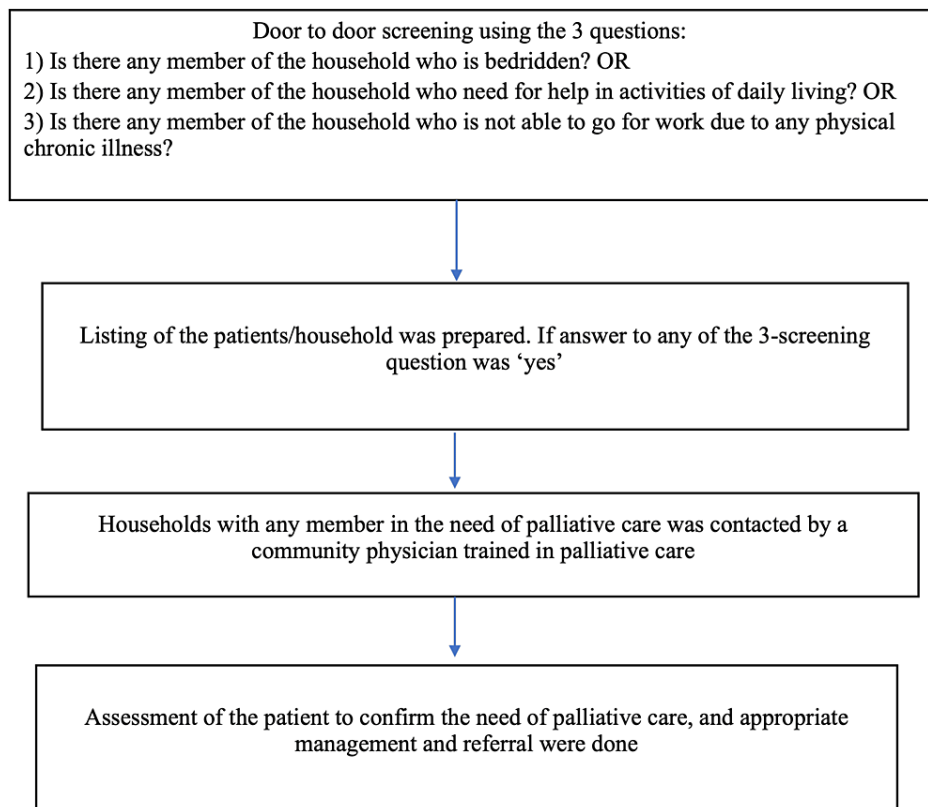 Door to door screening using the 3 questions:
1) Is there any member of the household who is bedridden? OR
2) Is there any member of the household who need for help in activities of daily living? OR
3) Is there any member of the household who is not able to go for work due to any physical
chronic illness?
Listing of the patients/household was prepared. If answer to any of the 3-screening
question was ‘yes’
Households with any member in the need of palliative care was contacted by a
community physician trained in palliative care
Assessment of the patient to confirm the need of palliative care, and appropriate
management and referral were done